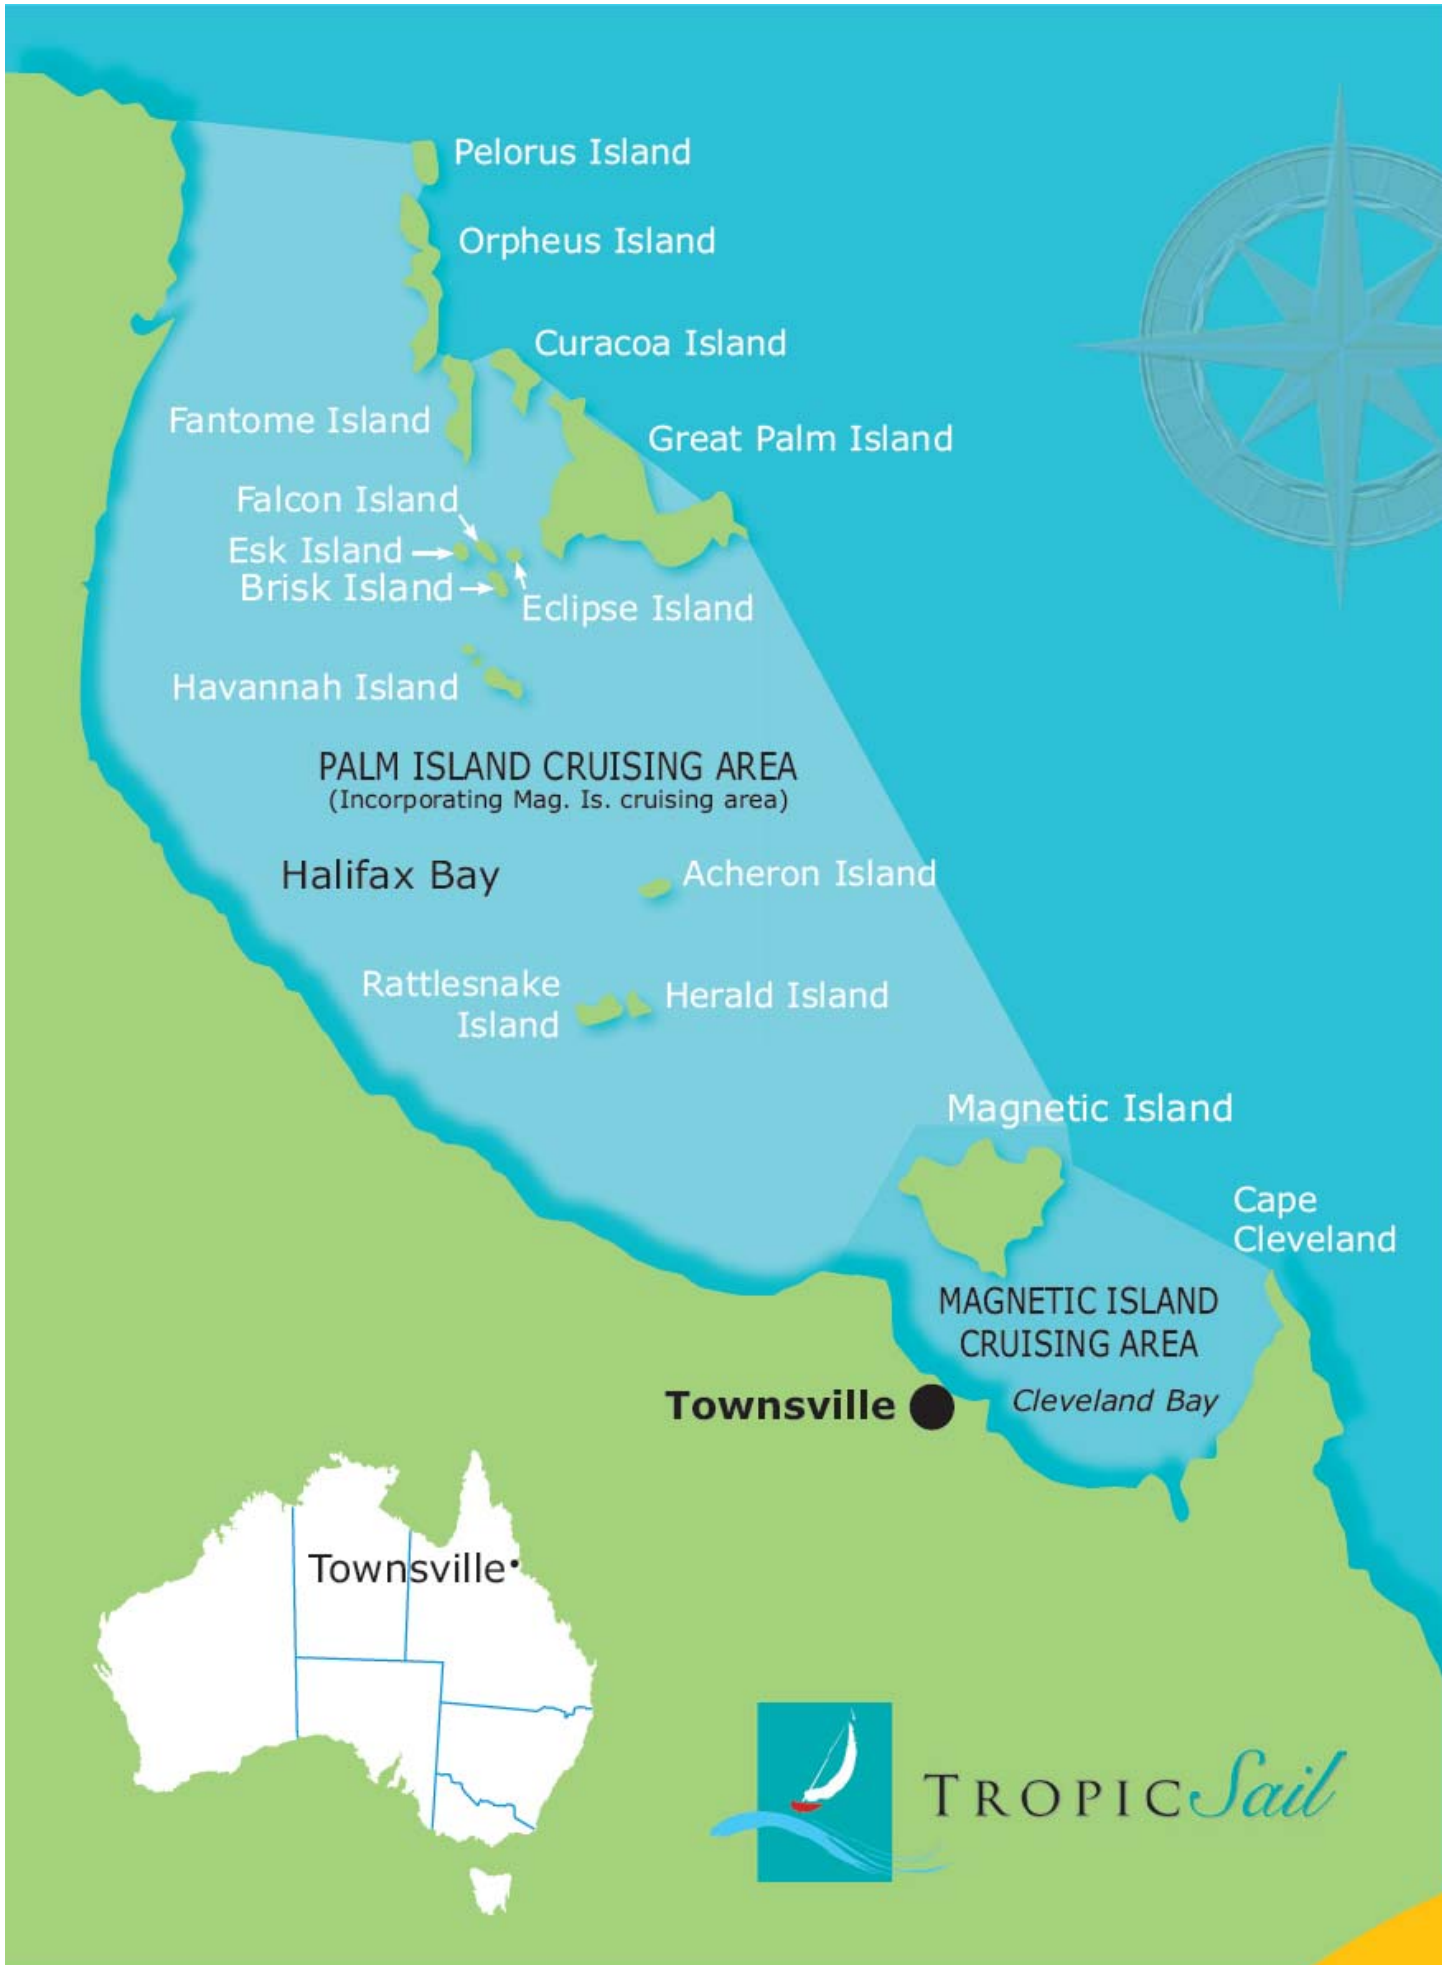 Pelorus Island
Orpheus Island
Curacoa Island
Fantome Island
Great Palm Island
Falcon Island
Esk Island
Brisk Island
Eclipse Island
Havannah Island
PALM ISLAND CRUISING AREA
(Incorporating Mag. Is. cruising area)
Halifax Bay
Acheron Island
Rattlesnake
Island
Herald Island
Magnetic Island
Cape
Cleveland
MAGNETIC ISLAND
CRUISING AREA
Townsville
Cleveland Bay
Townsville
TROPIC Sail